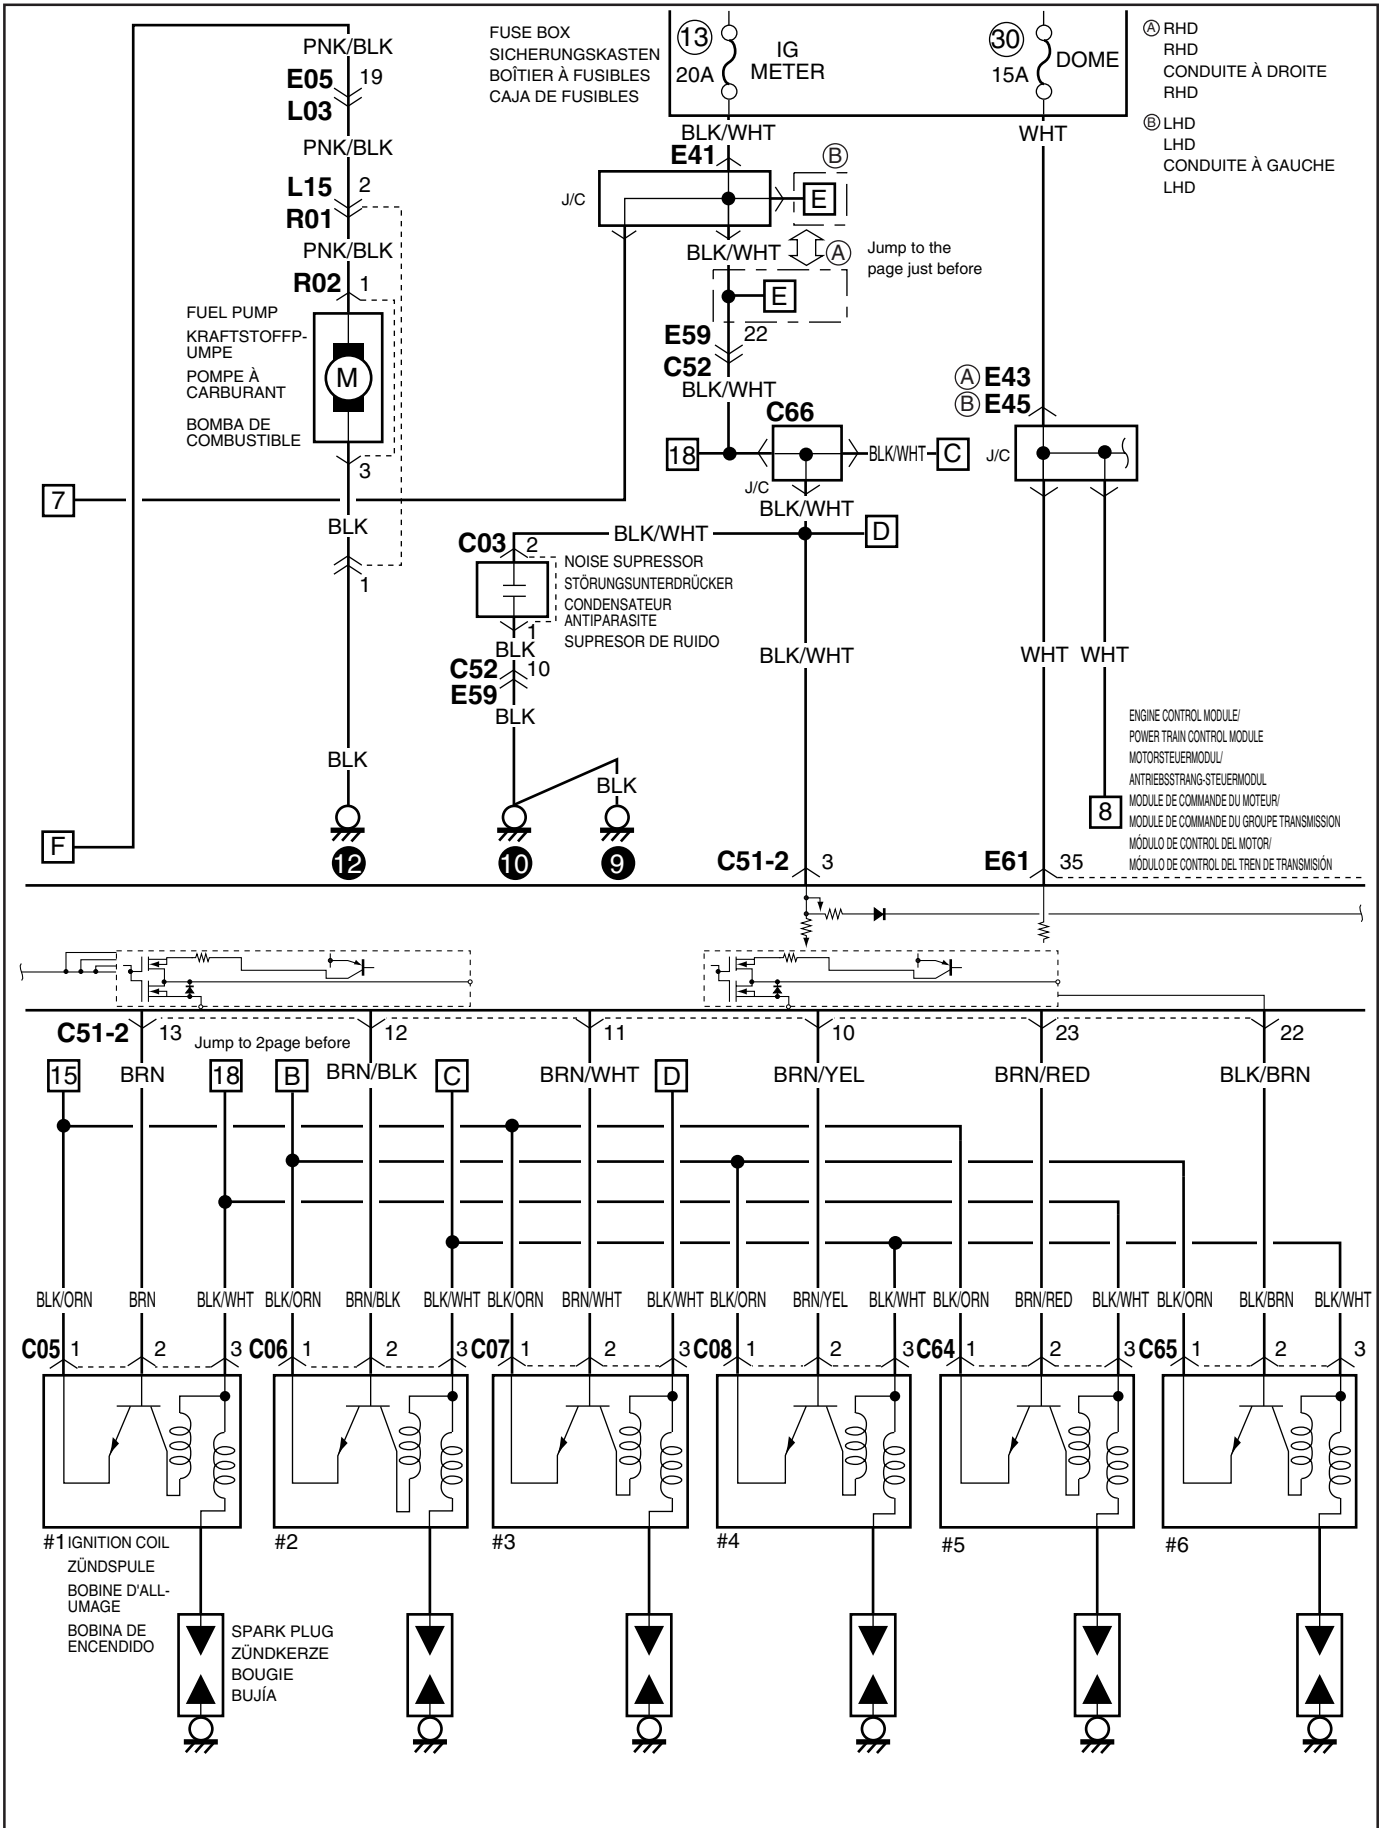 PNK/BLK
E05 19
L03
PNK/BLK
L15 2
R01
PNK/BLK
R02 1
FUEL PUMP
KRAFTSTOFFP-
UMPE
POMPE À
CARBURANT
BOMBA DE
COMBUSTIBLE
M
3
7
BLK
1
BLK
F
12
FUSE BOX
SICHERUNGSKASTEN
BOÎTIER À FUSIBLES
CAJA DE FUSIBLES
13
20A
IG
METER
30
15A
DOME
A RHD
RHD
CONDUITE À DROITE
RHD
B LHD
LHD
CONDUITE À GAUCHE
LHD
BLK/WHT
E41
J/C
B
E
BLK/WHT
A
Jump to the
page just before
E
E59 22
C52
BLK/WHT
C66
18
BLK/WHT
C
J/C
BLK/WHT
BLK/WHT
D
C03 2
NOISE SUPRESSOR
STÖRUNGSUNTERDRÜCKER
CONDENSATEUR
ANTIPARASITE
SUPRESOR DE RUIDO
1
BLK
C52 10
E59
BLK
BLK
10
9
BLK/WHT
C51-2 3
WHT
A E43
B E45
J/C
WHT WHT
8
E61 35
ENGINE CONTROL MODULE/
POWER TRAIN CONTROL MODULE
MOTORSTEUERMODUL/
ANTRIEBSSTRANG-STEUERMODUL
MODULE DE COMMANDE DU MOTEUR/
MODULE DE COMMANDE DU GROUPE TRANSMISSION
MÓDULO DE CONTROL DEL MOTOR/
MÓDULO DE CONTROL DEL TREN DE TRANSMISIÓN
C51-2 13 12 11 10 23 22
Jump to 2page before
15 BRN 18 B BRN/BLK C BRN/WHT D BRN/YEL BRN/RED BLK/BRN
BLK/ORN BRN BLK/WHT BLK/ORN BRN/BLK BLK/WHT BLK/ORN BRN/WHT BLK/WHT BLK/ORN BRN/YEL BLK/WHT BLK/ORN BRN/RED BLK/WHT BLK/ORN BLK/BRN BLK/WHT
C05 1 2 3 C06 1 2 3 C07 1 2 3 C08 1 2 3 C64 1 2 3 C65 1 2 3
#1 IGNITION COIL #2 #3 #4 #5 #6
ZÜNDSPULE
BOBINE D'ALL-
UMAGE
BOBINA DE
ENCENDIDO
SPARK PLUG
ZÜNDKERZE
BOUGIE
BUJÍA